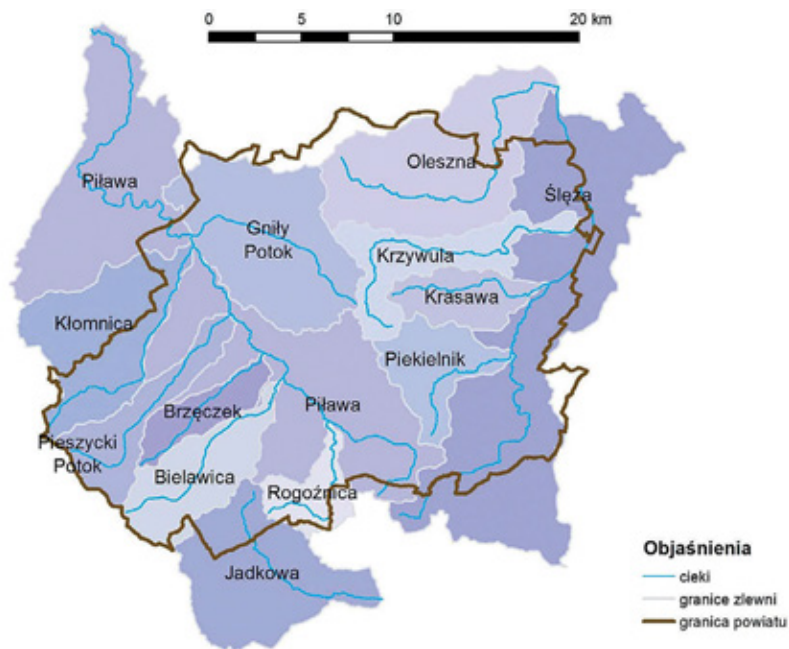 0 5 10 20 km
Oleszna
Piława
Ślęża
Gniły
Potok
Krzywula
Krasawa
Kłomnica
Piekielnik
Brzęczek
Piława
Pieszycki
Potok
Bielawica
Rogoźnica
Jadkowa
Objaśnienia
cieki
granice zlewni
granica powiatu